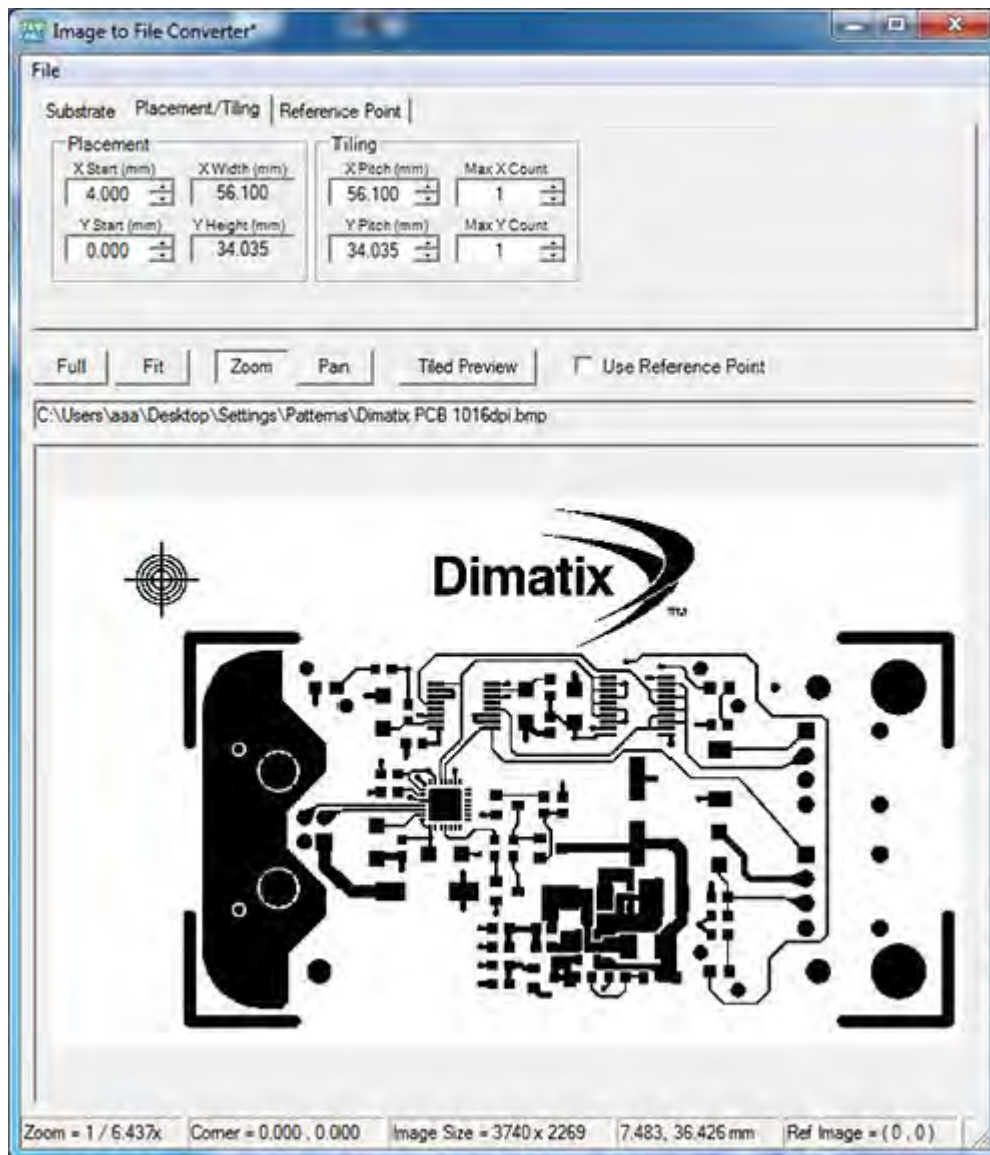 Image to File Converter*
File
Substrate Placement/Tiling Reference Point
Placement Tiling
X Start (mm) X Width (mm) X Pitch (mm) Max X Count
4.000 56.100 56.100 1
Y Start (mm) Y Height (mm) Y Pitch (mm) Max Y Count
0.000 34.035 34.035 1
Full Fit Zoom Pan Tiled Preview Use Reference Point
C:\Users\aaa\Desktop\Settings\Patterns\Dimatix PCB 1016dpi.bmp
Dimatix
TM
Zoom = 1 / 6.437x Corner = 0.000 , 0.000 Image Size = 3740 x 2269 7.483, 36.426 mm Ref Image = ( 0 , 0 )